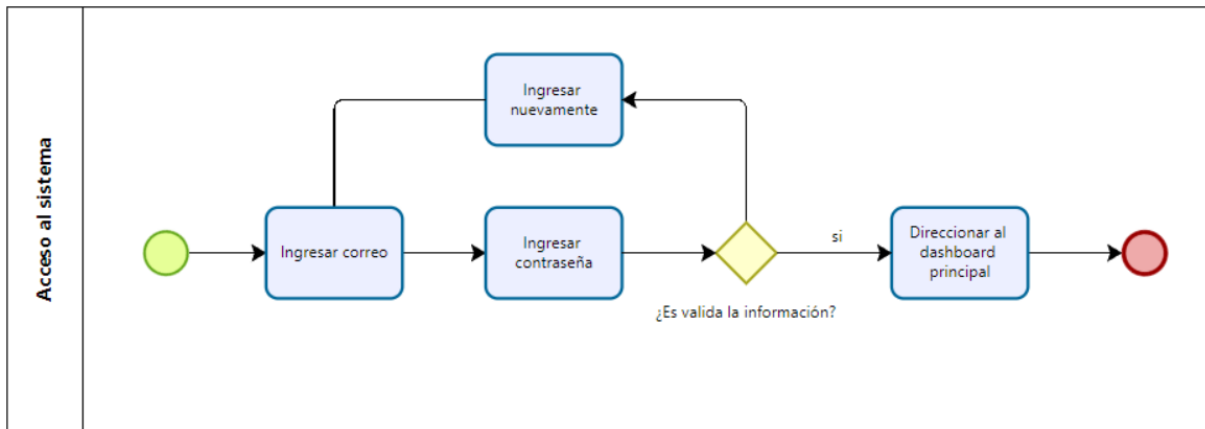 Acceso al sistema
Ingresar
nuevamente
Ingresar correo
Ingresar
contraseña
si
Direccionar al
dashboard
principal
¿Es valida la información?